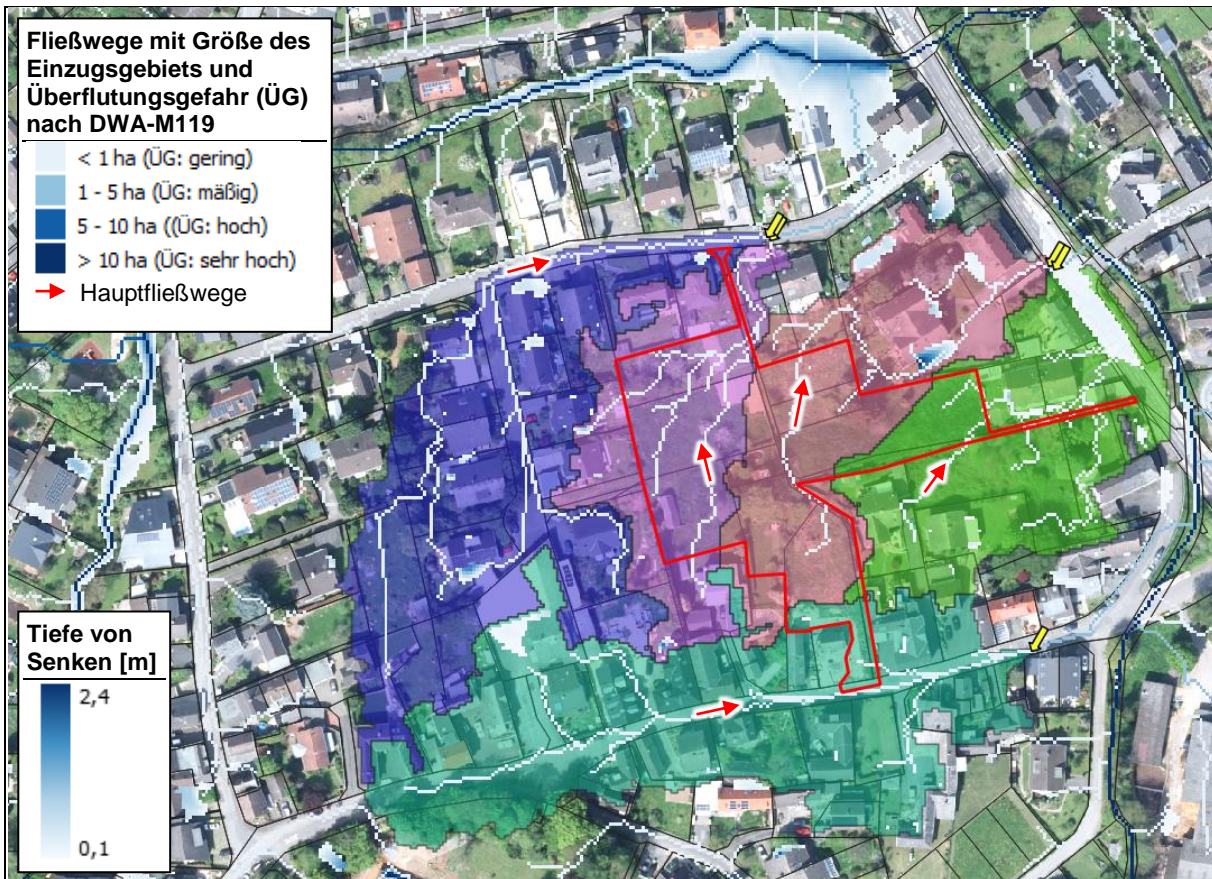 Fließwege mit Größe des
Einzugsgebiets und
Überflutungsgefahr (ÜG)
nach DWA-M119
< 1 ha (ÜG: gering)
1 - 5 ha (ÜG: mäßig)
5 - 10 ha ((ÜG: hoch)
> 10 ha (ÜG: sehr hoch)
Hauptfließwege
Tiefe von
Senken [m]
2,4
0,1